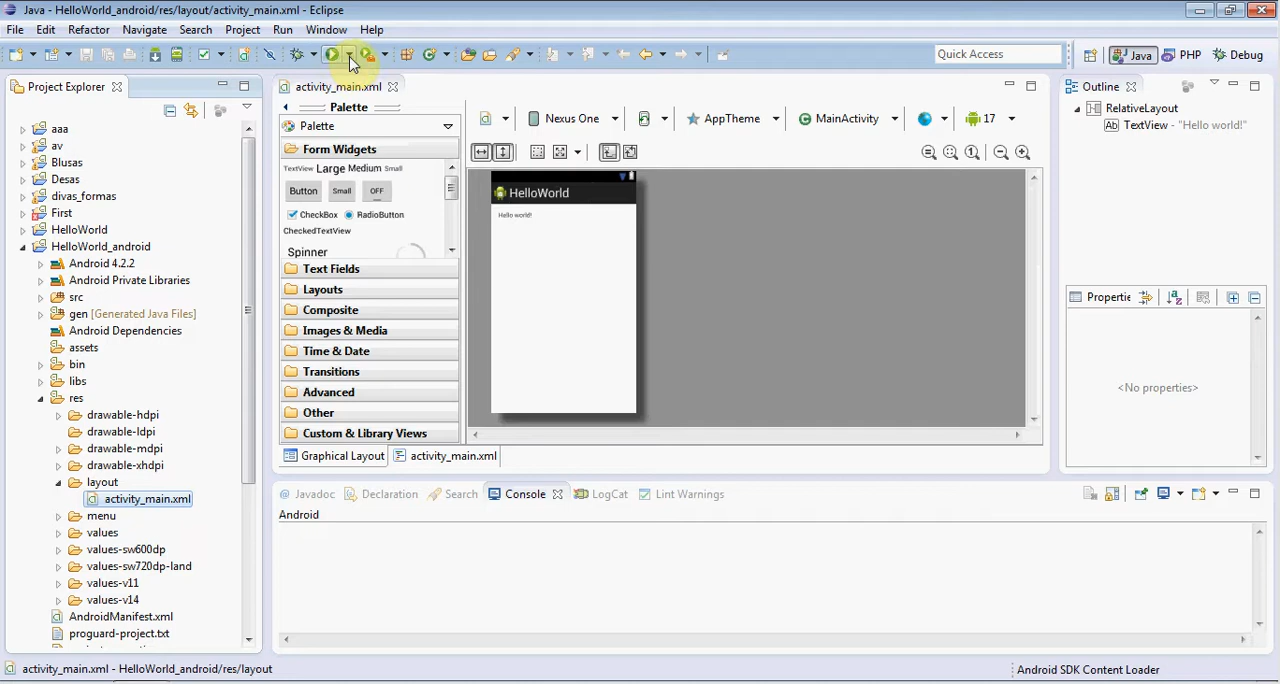 Java - HelloWorld_android/res/layout/activity_main.xml - Eclipse
File Edit Refactor Navigate Search Project Run Window Help
Quick Access
Java
PHP
Debug
Project Explorer
aaa
av
Blusas
Desas
divas_formas
First
HelloWorld
HelloWorld_android
Android 4.2.2
Android Private Libraries
src
gen [Generated Java Files]
Android Dependencies
assets
bin
libs
res
drawable-hdpi
drawable-ldpi
drawable-mdpi
drawable-xhdpi
layout
activity_main.xml
menu
values
values-sw600dp
values-sw720dp-land
values-v11
values-v14
AndroidManifest.xml
proguard-project.txt
activity_main.xml
Palette
Palette
Form Widgets
TextView Large Medium Small
Button Small OFF
CheckBox RadioButton
CheckedTextView
Spinner
Text Fields
Layouts
Composite
Images & Media
Time & Date
Transitions
Advanced
Other
Custom & Library Views
Nexus One AppTheme MainActivity 17
HelloWorld
Hello world!
Graphical Layout activity_main.xml
Outline
RelativeLayout
Ab TextView - "Hello world!"
Propertie
<No properties>
@ Javadoc Declaration Search Console LogCat Lint Warnings
Android
activity_main.xml - HelloWorld_android/res/layout
Android SDK Content Loader